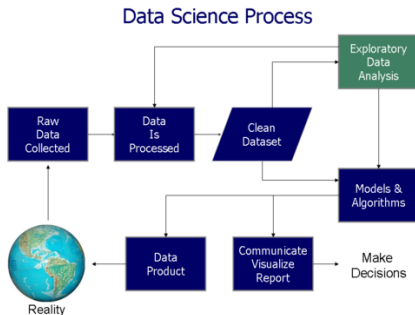 Data Science Process
Exploratory
Data
Analysis
Raw
Data
Collected
Data
Is
Processed
Clean
Dataset
Models &
Algorithms
Data
Product
Communicate
Visualize
Report
Make
Decisions
Reality